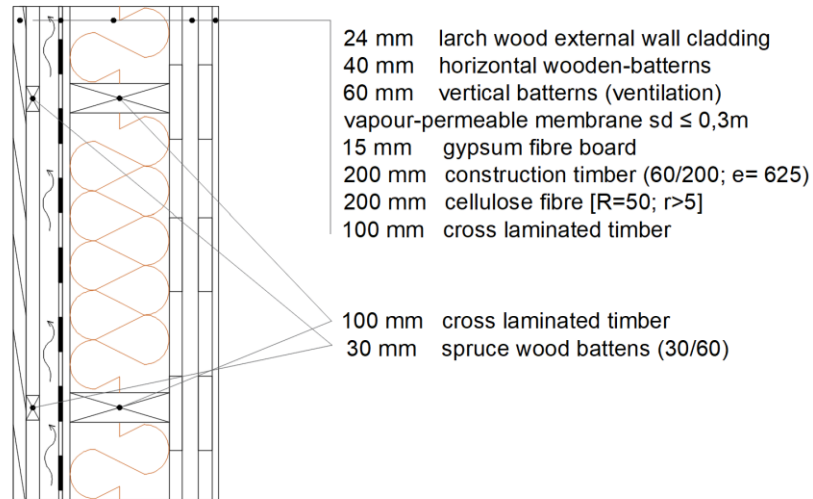 24 mm larch wood external wall cladding
40 mm horizontal wooden-batterns
60 mm vertical batterns (ventilation)
vapour-permeable membrane sd ≤ 0,3m
15 mm gypsum fibre board
200 mm construction timber (60/200; e= 625)
200 mm cellulose fibre [R=50; r>5]
100 mm cross laminated timber
100 mm cross laminated timber
30 mm spruce wood battens (30/60)